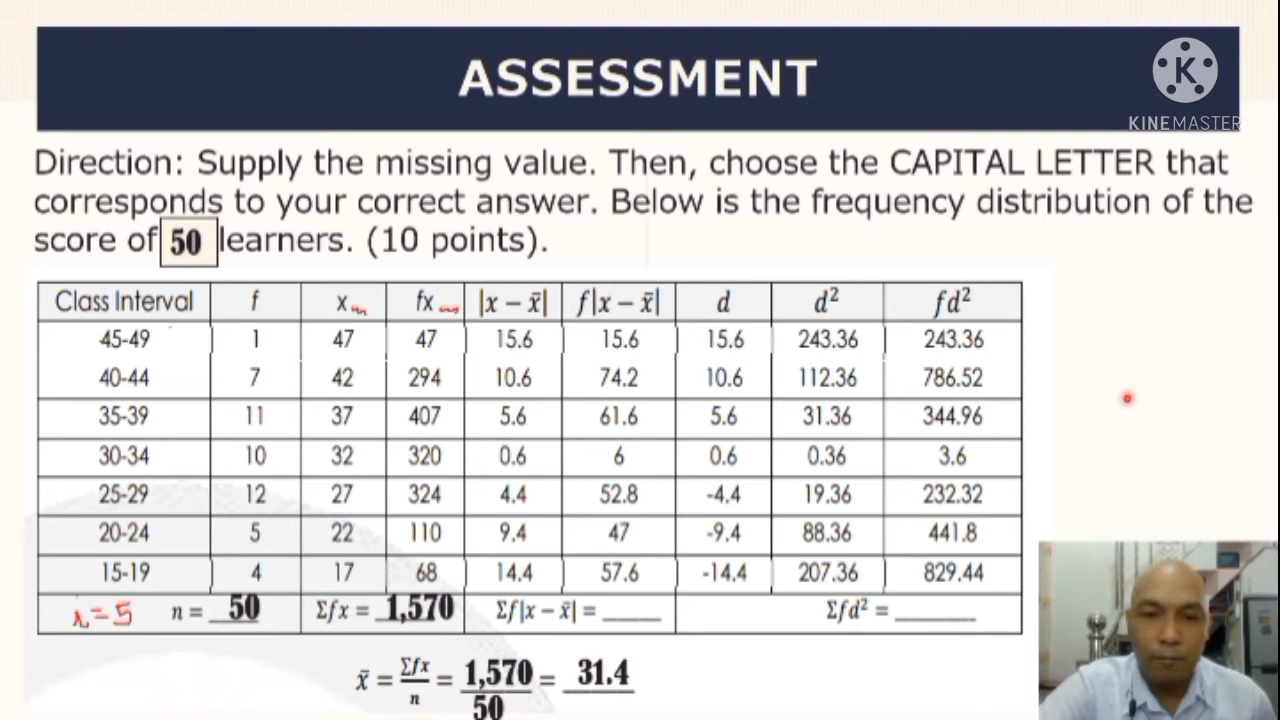 ASSESSMENT
KINEMASTER
Direction: Supply the missing value. Then, choose the CAPITAL LETTER that
corresponds to your correct answer. Below is the frequency distribution of the
score of 50 learners. (10 points).
Class Interval f x m fx m |x − x̄| f|x − x̄| d d² fd²
45-49 1 47 47 15.6 15.6 15.6 243.36 243.36
40-44 7 42 294 10.6 74.2 10.6 112.36 786.52
35-39 11 37 407 5.6 61.6 5.6 31.36 344.96
30-34 10 32 320 0.6 6 0.6 0.36 3.6
25-29 12 27 324 4.4 52.8 -4.4 19.36 232.32
20-24 5 22 110 9.4 47 -9.4 88.36 441.8
15-19 4 17 68 14.4 57.6 -14.4 207.36 829.44
i=5 n = 50 Σfx = 1,570 Σf|x − x̄| = _____ Σfd² = _______
x̄ = Σfx/n = 1,570/50 = 31.4